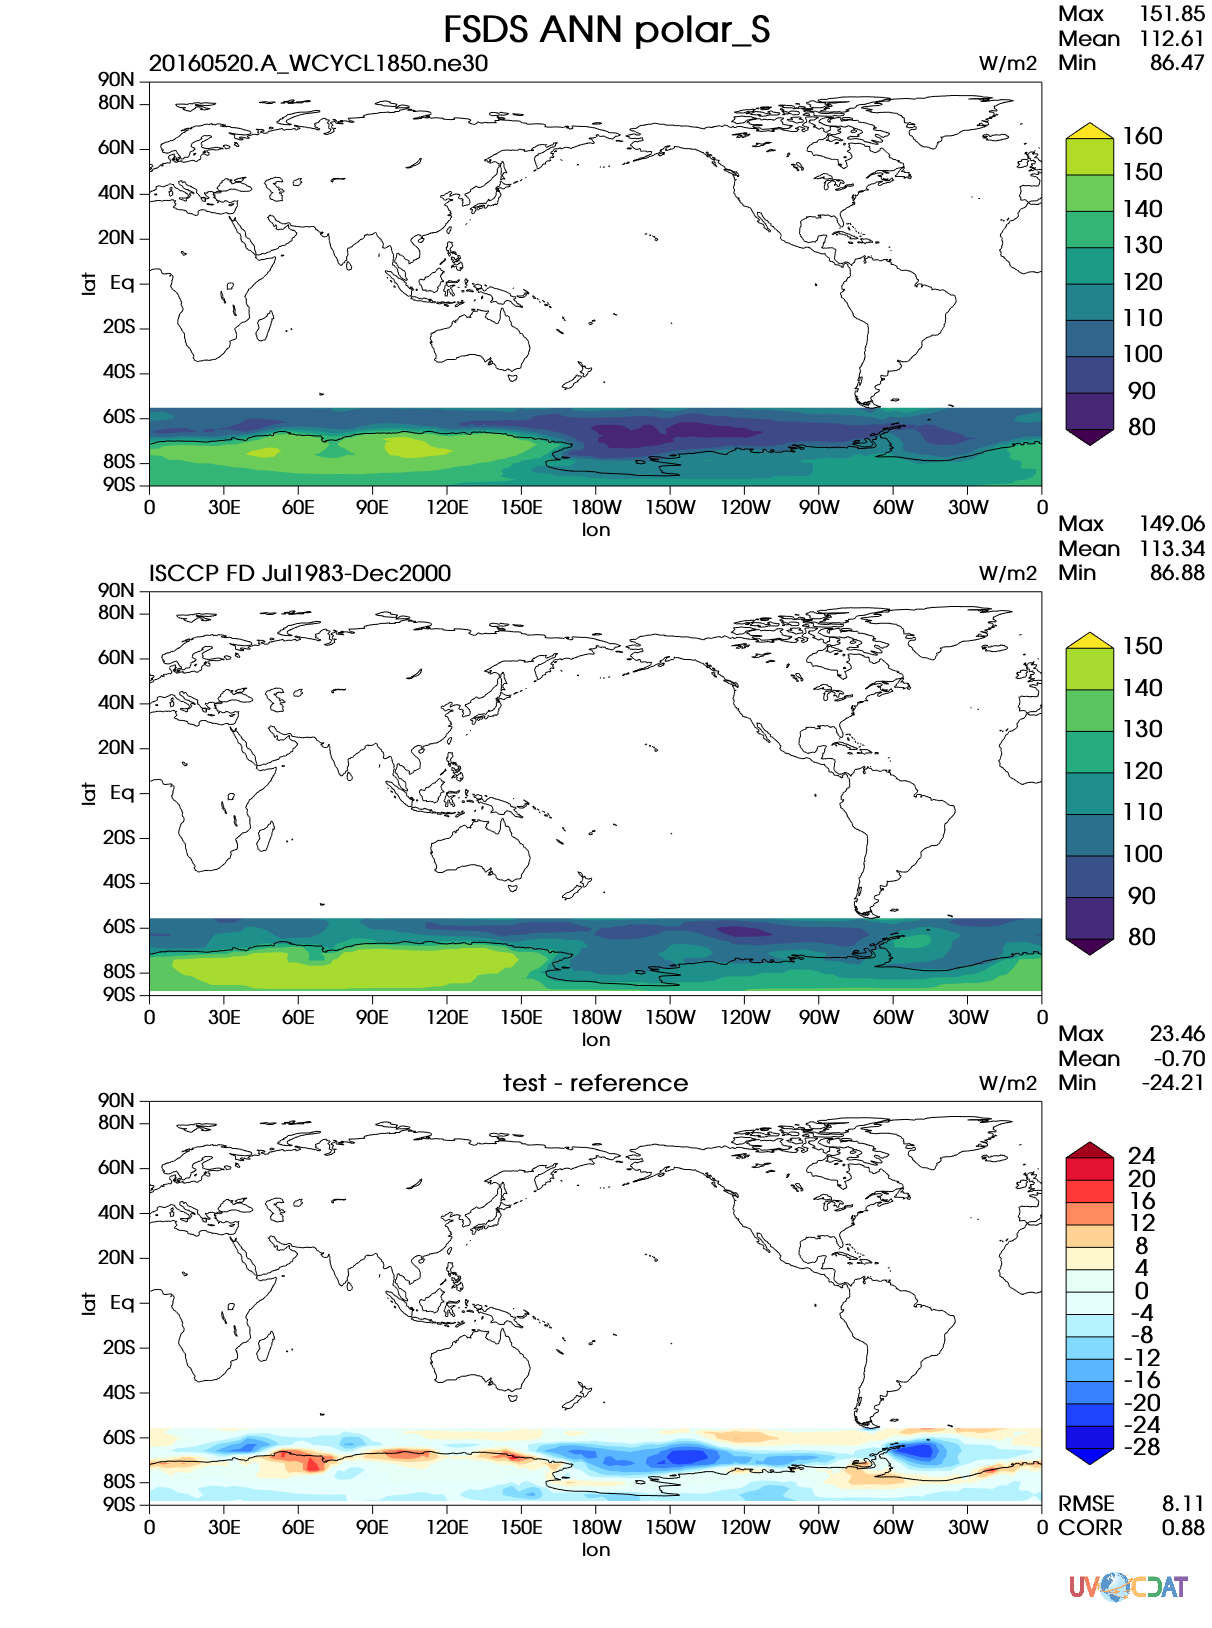 FSDS ANN polar_S
Max 151.85
Mean 112.61
Min 86.47
20160520.A_WCYCL1850.ne30
W/m2
90N
80N
60N
40N
20N
Eq
20S
40S
60S
80S
90S
lat
0 30E 60E 90E 120E 150E 180W 150W 120W 90W 60W 30W 0
lon
160
150
140
130
120
110
100
90
80
Max 149.06
Mean 113.34
Min 86.88
ISCCP FD Jul1983-Dec2000
W/m2
90N
80N
60N
40N
20N
Eq
20S
40S
60S
80S
90S
lat
0 30E 60E 90E 120E 150E 180W 150W 120W 90W 60W 30W 0
lon
150
140
130
120
110
100
90
80
Max 23.46
Mean -0.70
Min -24.21
test - reference
W/m2
90N
80N
60N
40N
20N
Eq
20S
40S
60S
80S
90S
lat
0 30E 60E 90E 120E 150E 180W 150W 120W 90W 60W 30W 0
lon
24
20
16
12
8
4
0
-4
-8
-12
-16
-20
-24
-28
RMSE 8.11
CORR 0.88
UV CDAT